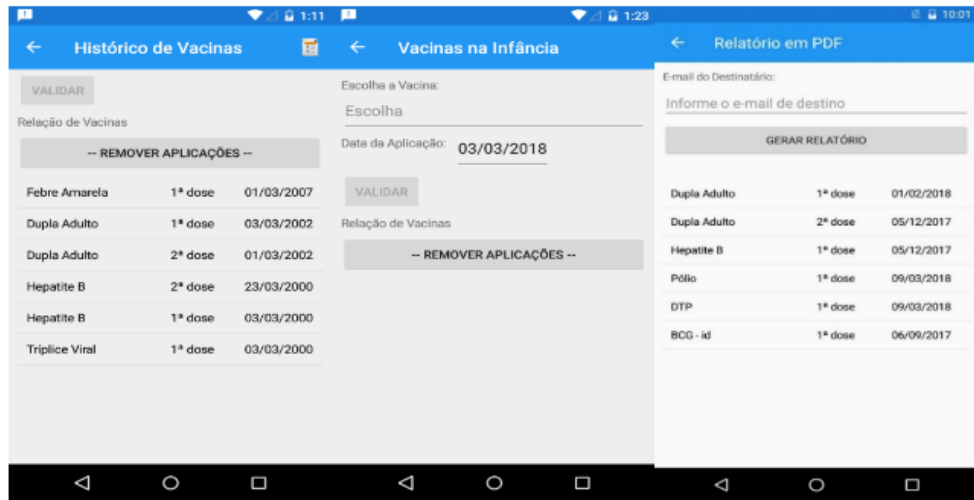 1:11
Histórico de Vacinas
VALIDAR
Relação de Vacinas
-- REMOVER APLICAÇÕES --
Febre Amarela 1ª dose 01/03/2007
Dupla Adulto 1ª dose 03/03/2002
Dupla Adulto 2ª dose 01/03/2002
Hepatite B 2ª dose 23/03/2000
Hepatite B 1ª dose 03/03/2000
Tríplice Viral 1ª dose 03/03/2000
1:23
Vacinas na Infância
Escolha a Vacina:
Escolha
Data da Aplicação: 03/03/2018
VALIDAR
Relação de Vacinas
-- REMOVER APLICAÇÕES --
10:01
Relatório em PDF
E-mail do Destinatário:
Informe o e-mail de destino
GERAR RELATÓRIO
Dupla Adulto 1ª dose 01/02/2018
Dupla Adulto 2ª dose 05/12/2017
Hepatite B 1ª dose 05/12/2017
Pólio 1ª dose 09/03/2018
DTP 1ª dose 09/03/2018
BCG - id 1ª dose 06/09/2017